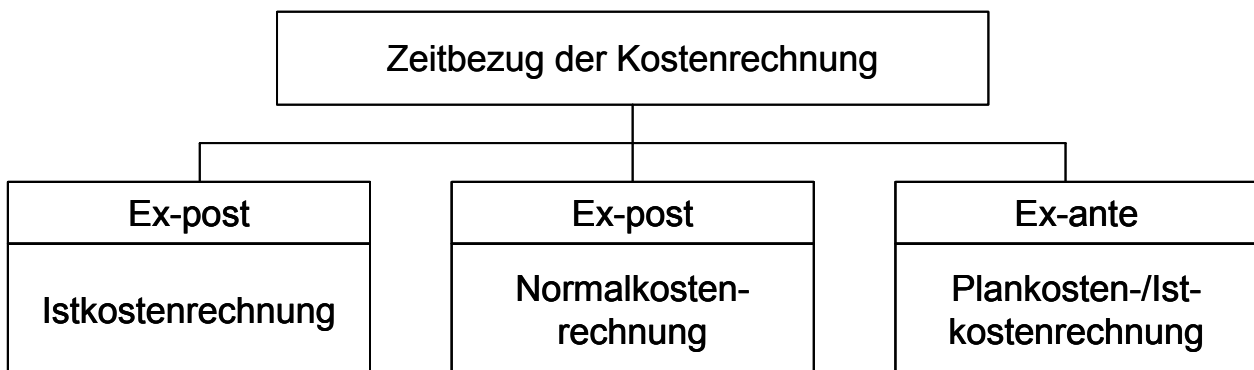 Zeitbezug der Kostenrechnung
Ex-post
Istkostenrechnung
Ex-post
Normalkosten-
rechnung
Ex-ante
Plankosten-/Ist-
kostenrechnung